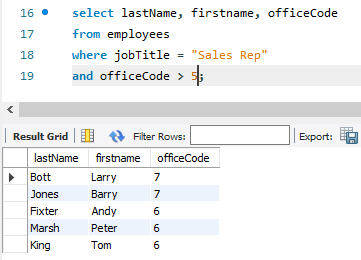 16 select lastName, firstname, officeCode
17 from employees
18 where jobTitle = "Sales Rep"
19 and officeCode > 5;
Result Grid Filter Rows: Export:
lastName firstname officeCode
Bott Larry 7
Jones Barry 7
Fixter Andy 6
Marsh Peter 6
King Tom 6